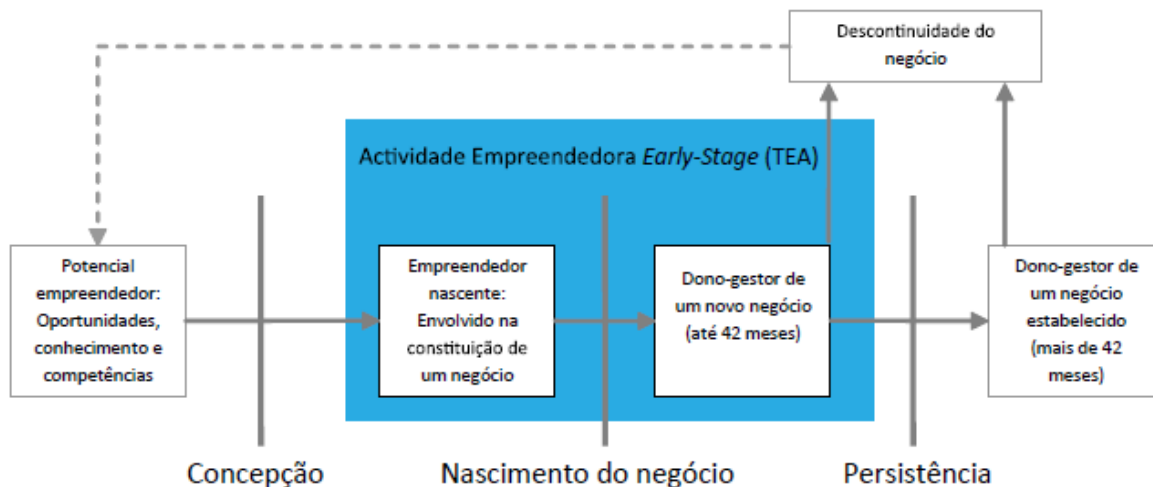 Descontinuidade do
negócio
Actividade Empreendedora Early-Stage (TEA)
Potencial
empreendedor:
Oportunidades,
conhecimento e
competências
Empreendedor
nascente:
Envolvido na
constituição de
um negócio
Dono-gestor de
um novo negócio
(até 42 meses)
Dono-gestor de
um negócio
estabelecido
(mais de 42
meses)
Concepção
Nascimento do negócio
Persistência